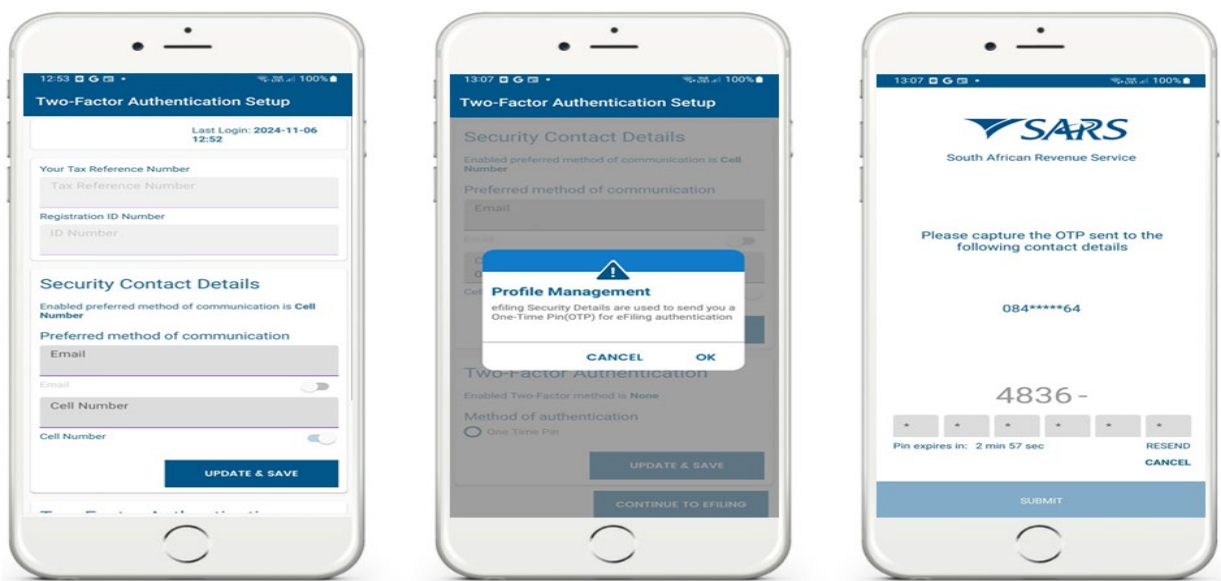 12:53
100%
Two-Factor Authentication Setup
Last Login: 2024-11-06
12:52
Your Tax Reference Number
Tax Reference Number
Registration ID Number
ID Number
Security Contact Details
Enabled preferred method of communication is Cell
Number
Preferred method of communication
Email
Email
Cell Number
Cell Number
UPDATE & SAVE
13:07
100%
Two-Factor Authentication Setup
Security Contact Details
Enabled preferred method of communication is Cell
Number
Preferred method of communication
Email
Email
Profile Management
efiling Security Details are used to send you a
One-Time Pin(OTP) for eFiling authentication
CANCEL OK
Two-Factor Authentication
Enabled Two-Factor method is None
Method of authentication
One Time Pin
UPDATE & SAVE
CONTINUE TO EFILING
13:07
100%
SARS
South African Revenue Service
Please capture the OTP sent to the
following contact details
084*****64
4836-
* * * * * *
Pin expires in: 2 min 57 sec RESEND
CANCEL
SUBMIT